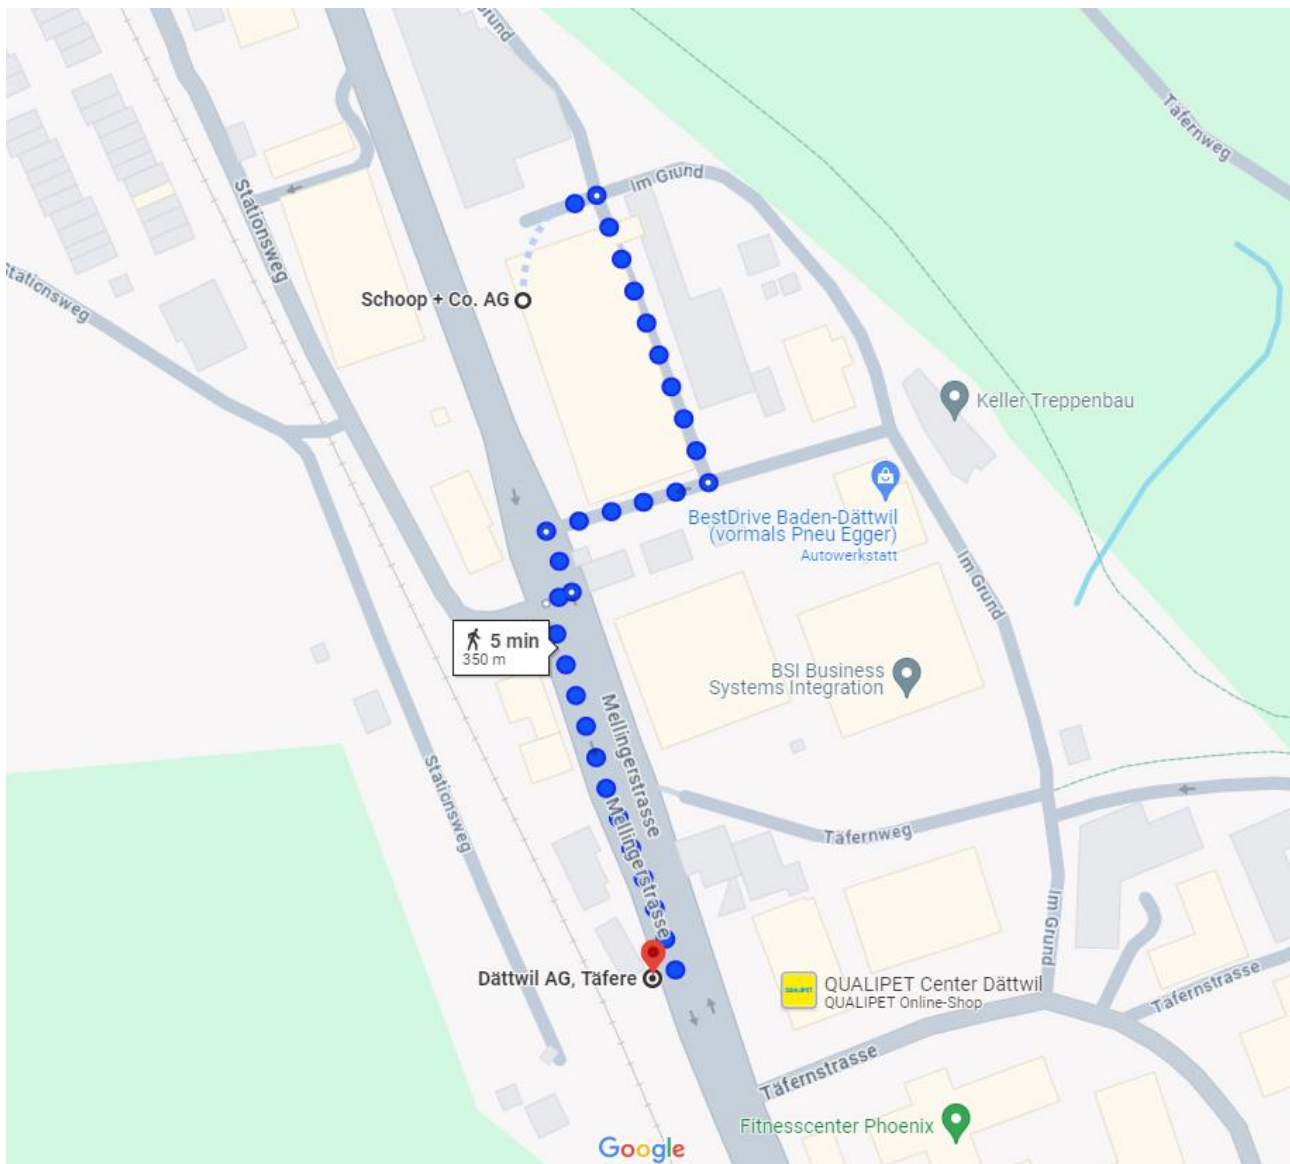 Grund
Täfernweg
Im Grund
Stationsweg
Stationsweg
Schoop + Co. AG
Keller Treppenbau
BestDrive Baden-Dättwil
(vormals Pneu Egger)
Autowerkstatt
Im Grund
5 min
350 m
BSI Business
Systems Integration
Mellingerstrasse
Mellingerstrasse
Stationsweg
Täfernweg
Im Grund
Dättwil AG, Täfere
QUALIPET Center Dättwil
QUALIPET Online-Shop
Täfernstrasse
Täfernstrasse
Fitnesscenter Phoenix
Google